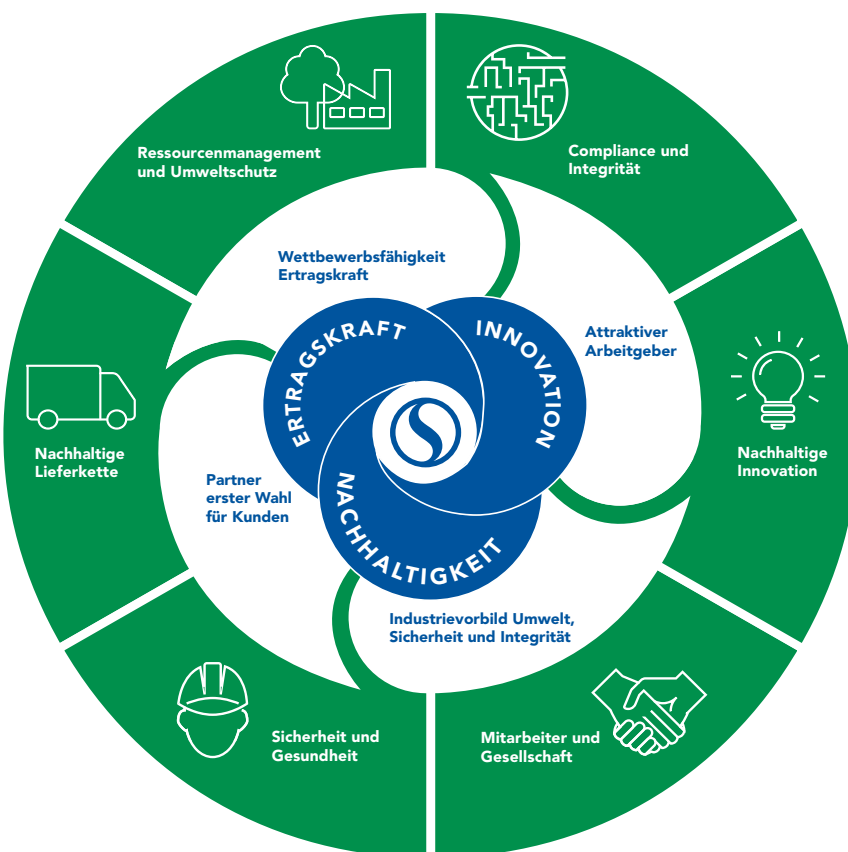 Ressourcenmanagement
und Umweltschutz
Compliance und
Integrität
Wettbewerbsfähigkeit
Ertragskraft
ERTRAGSKRAFT
INNOVATION
Attraktiver
Arbeitgeber
Nachhaltige
Lieferkette
Nachhaltige
Innovation
Partner
erster Wahl
für Kunden
NACHHALTIGKEIT
Industrievorbild Umwelt,
Sicherheit und Integrität
Sicherheit und
Gesundheit
Mitarbeiter und
Gesellschaft